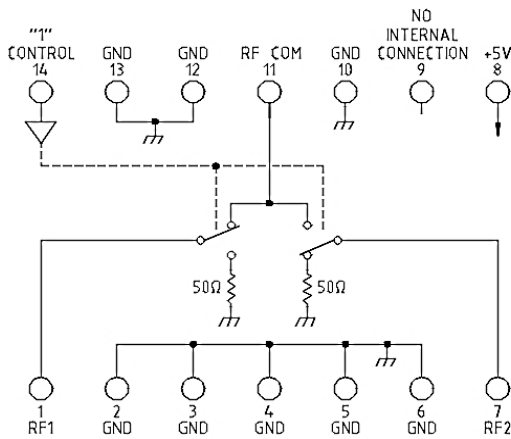 "1"
CONTROL
14
GND
13
GND
12
RF COM
11
GND
10
NO
INTERNAL
CONNECTION
9
+5V
8
50Ω
50Ω
1
RF1
2
GND
3
GND
4
GND
5
GND
6
GND
7
RF2